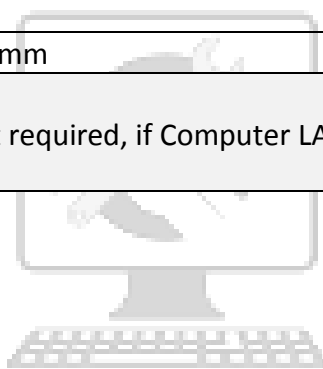 mm
required, if Computer LA